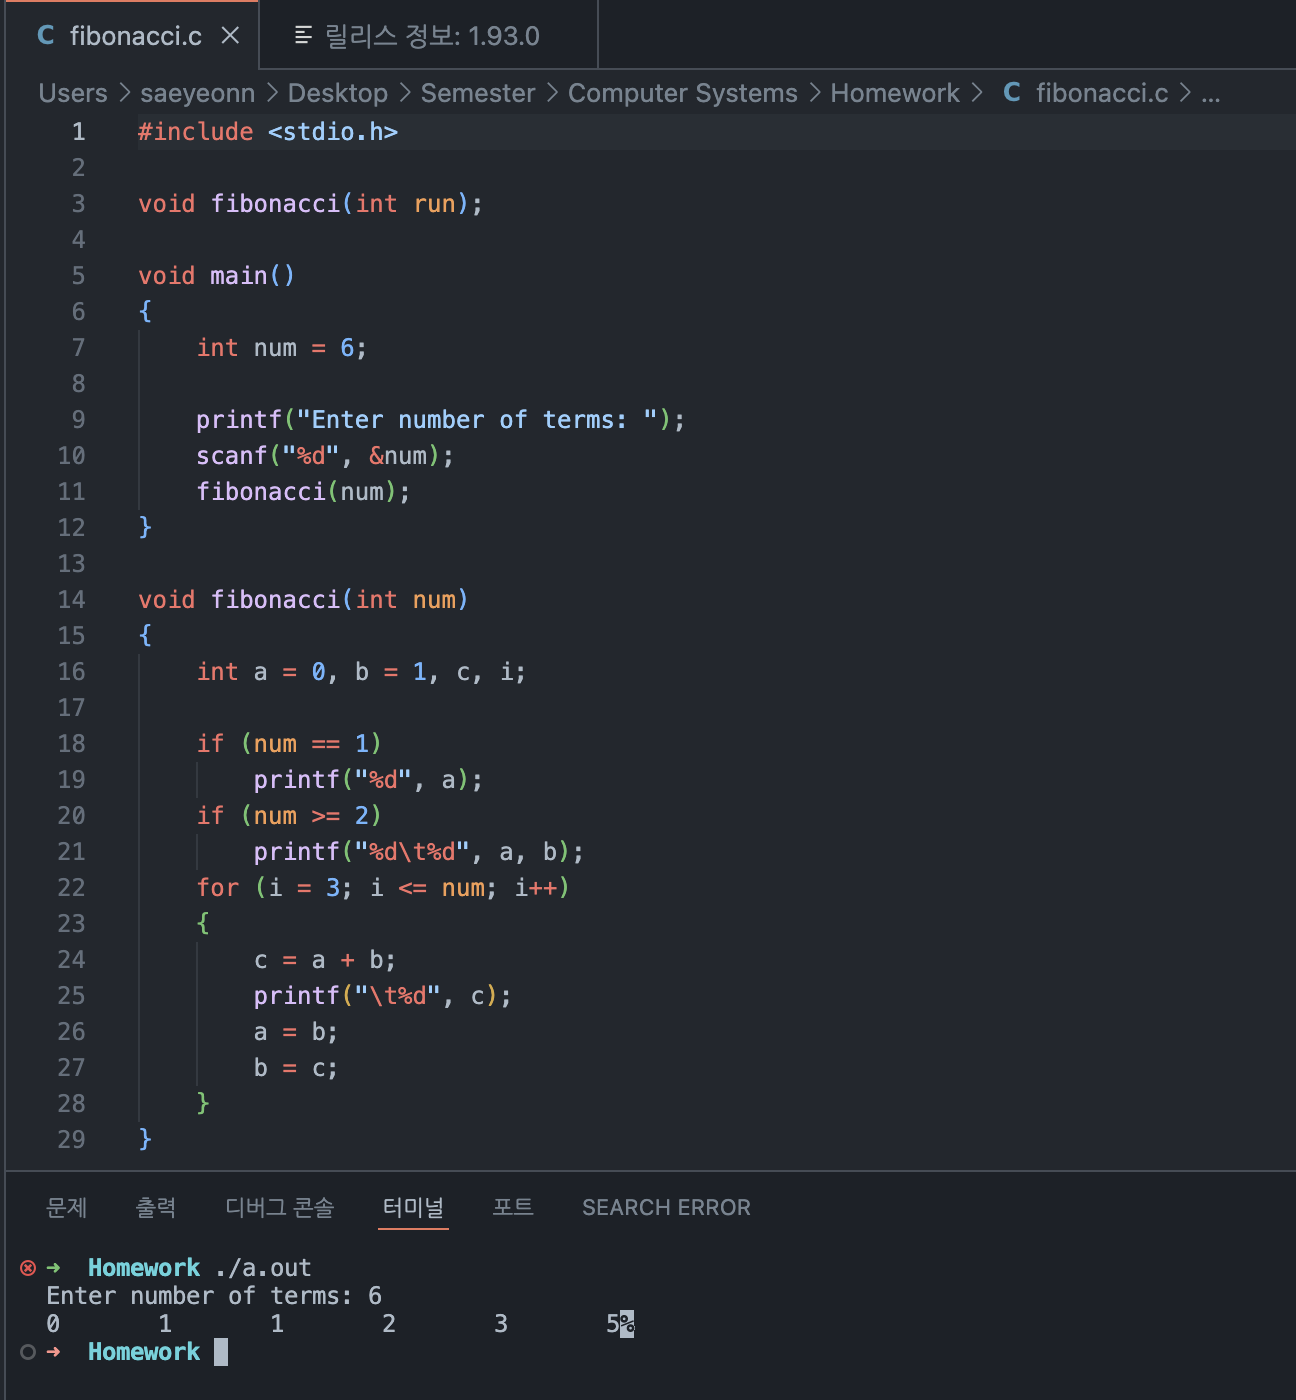 C fibonacci.c × 릴리스 정보: 1.93.0
Users > saeyeonn > Desktop > Semester > Computer Systems > Homework > C fibonacci.c > ...
1 #include <stdio.h>
2
3 void fibonacci(int run);
4
5 void main()
6 {
7     int num = 6;
8
9     printf("Enter number of terms: ");
10     scanf("%d", &num);
11     fibonacci(num);
12 }
13
14 void fibonacci(int num)
15 {
16     int a = 0, b = 1, c, i;
17
18     if (num == 1)
19         printf("%d", a);
20     if (num >= 2)
21         printf("%d\t%d", a, b);
22     for (i = 3; i <= num; i++)
23     {
24         c = a + b;
25         printf("\t%d", c);
26         a = b;
27         b = c;
28     }
29 }
문제 출력 디버그 콘솔 터미널 포트 SEARCH ERROR
➜ Homework ./a.out
Enter number of terms: 6
0 1 1 2 3 5%
➜ Homework